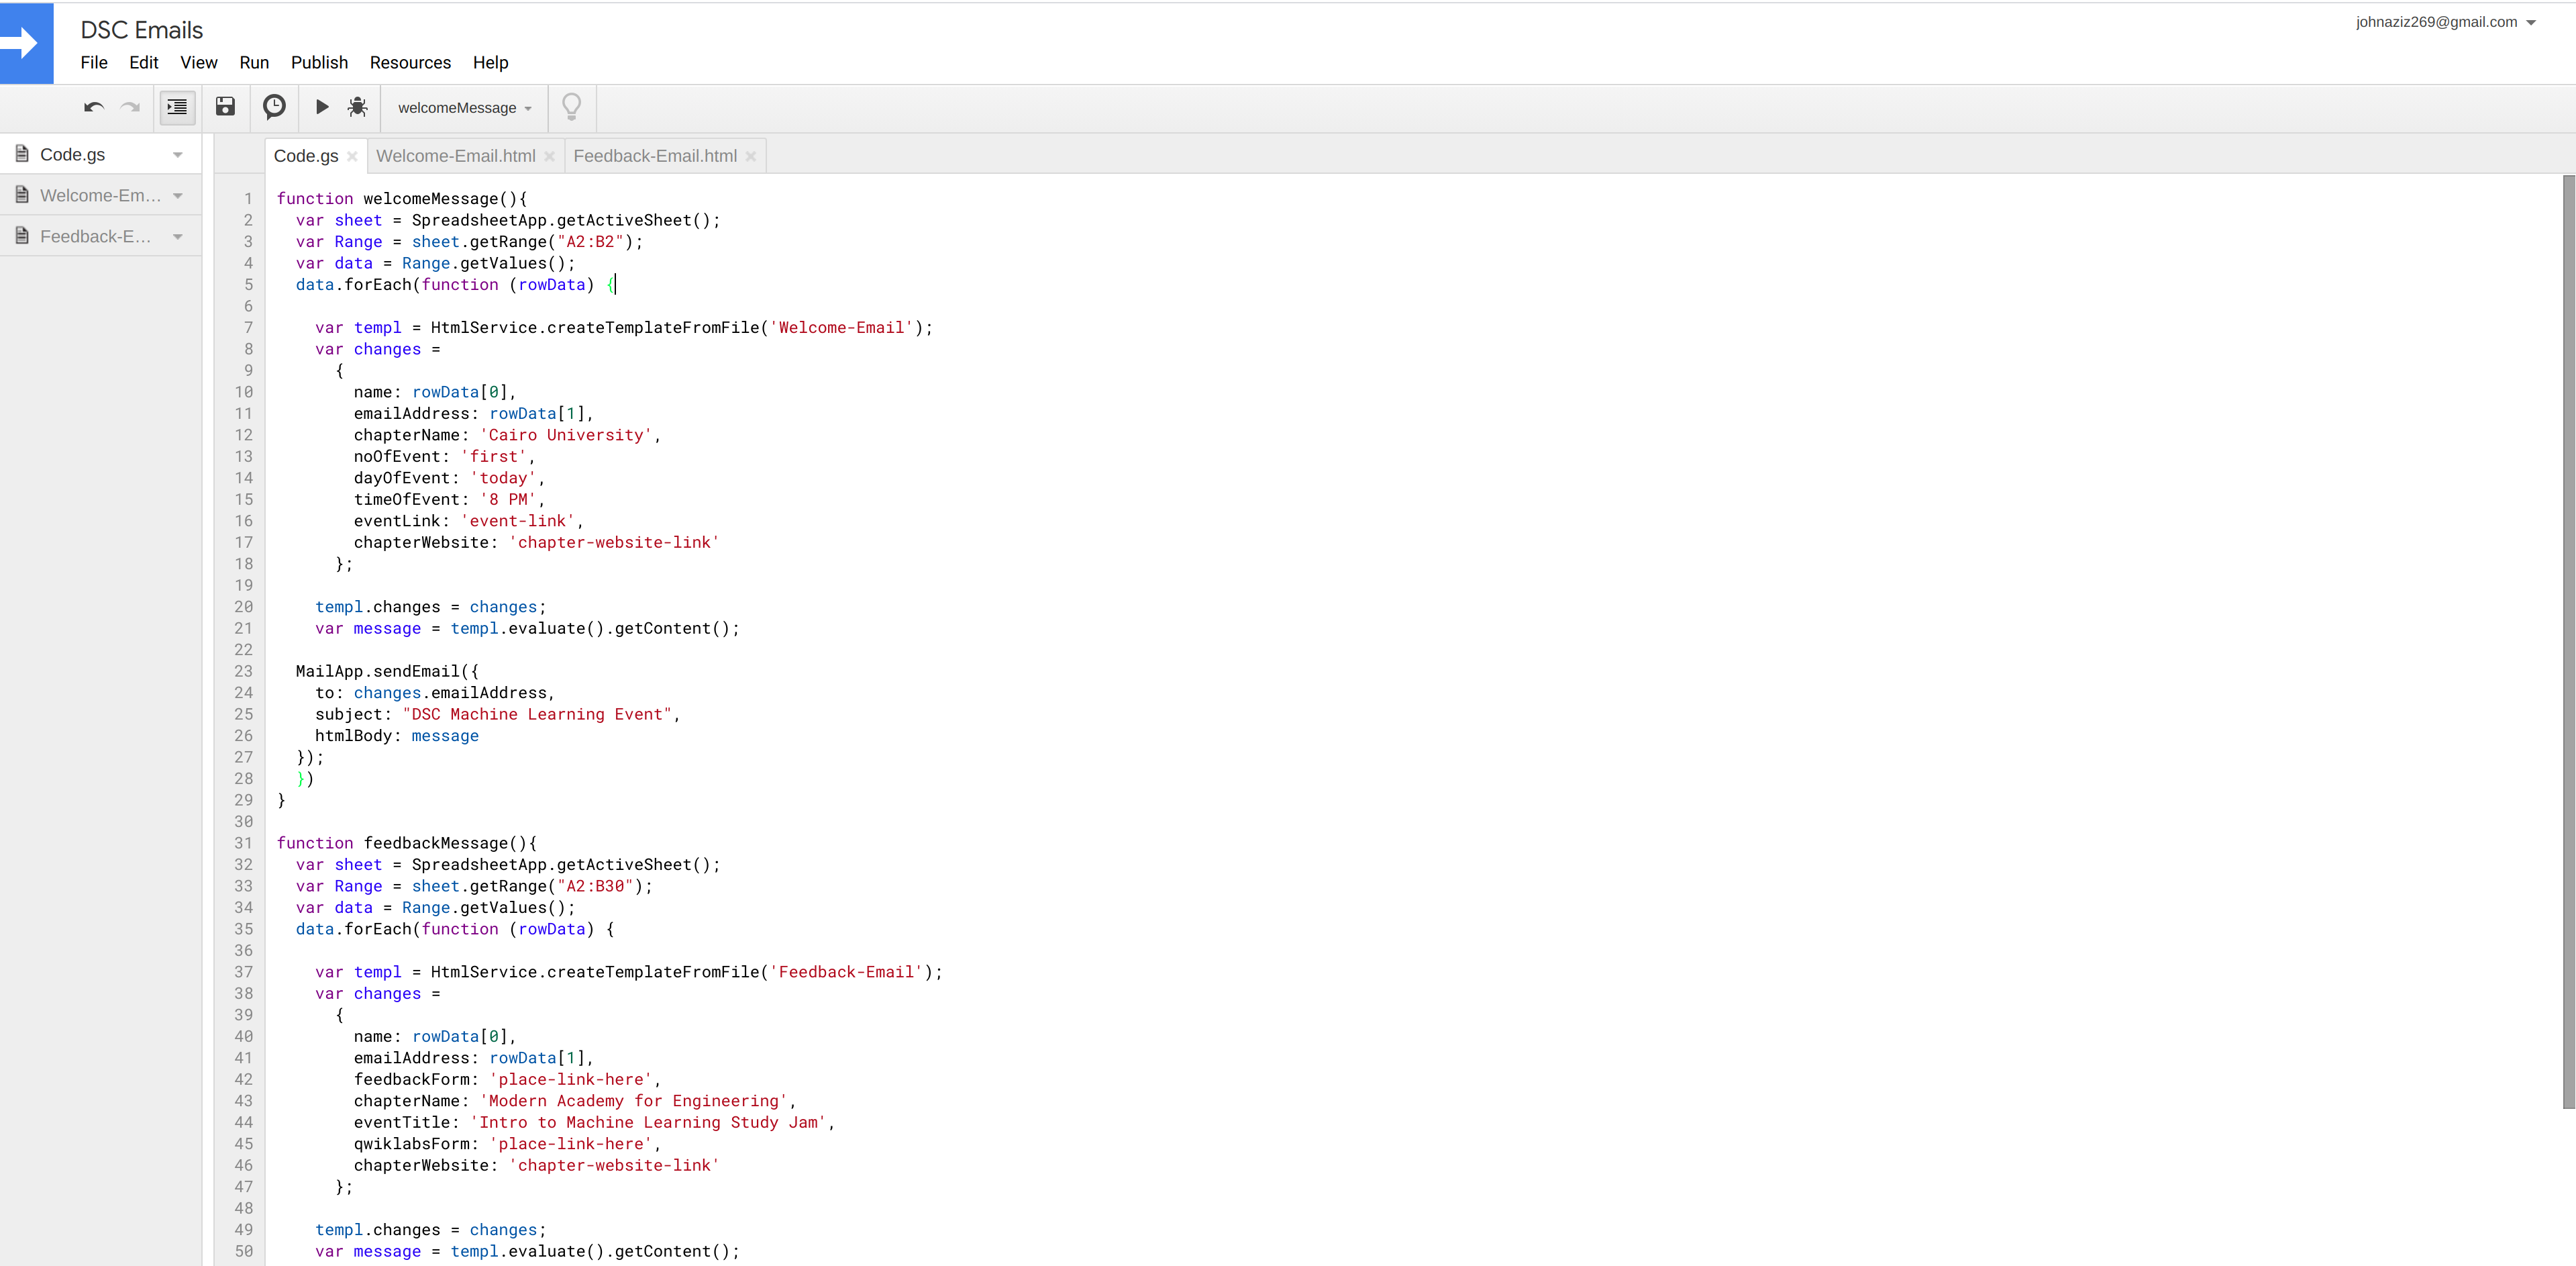 DSC Emails
johnaziz269@gmail.com
File Edit View Run Publish Resources Help
welcomeMessage
Code.gs
Welcome-Em...
Feedback-E...
Code.gs Welcome-Email.html Feedback-Email.html
1 function welcomeMessage(){
2   var sheet = SpreadsheetApp.getActiveSheet();
3   var Range = sheet.getRange("A2:B2");
4   var data = Range.getValues();
5   data.forEach(function (rowData) {
6
7     var templ = HtmlService.createTemplateFromFile('Welcome-Email');
8     var changes =
9       {
10         name: rowData[0],
11         emailAddress: rowData[1],
12         chapterName: 'Cairo University',
13         noOfEvent: 'first',
14         dayOfEvent: 'today',
15         timeOfEvent: '8 PM',
16         eventLink: 'event-link',
17         chapterWebsite: 'chapter-website-link'
18       };
19
20     templ.changes = changes;
21     var message = templ.evaluate().getContent();
22
23   MailApp.sendEmail({
24     to: changes.emailAddress,
25     subject: "DSC Machine Learning Event",
26     htmlBody: message
27   });
28   })
29 }
30
31 function feedbackMessage(){
32   var sheet = SpreadsheetApp.getActiveSheet();
33   var Range = sheet.getRange("A2:B30");
34   var data = Range.getValues();
35   data.forEach(function (rowData) {
36
37     var templ = HtmlService.createTemplateFromFile('Feedback-Email');
38     var changes =
39       {
40         name: rowData[0],
41         emailAddress: rowData[1],
42         feedbackForm: 'place-link-here',
43         chapterName: 'Modern Academy for Engineering',
44         eventTitle: 'Intro to Machine Learning Study Jam',
45         qwiklabsForm: 'place-link-here',
46         chapterWebsite: 'chapter-website-link'
47       };
48
49     templ.changes = changes;
50     var message = templ.evaluate().getContent();